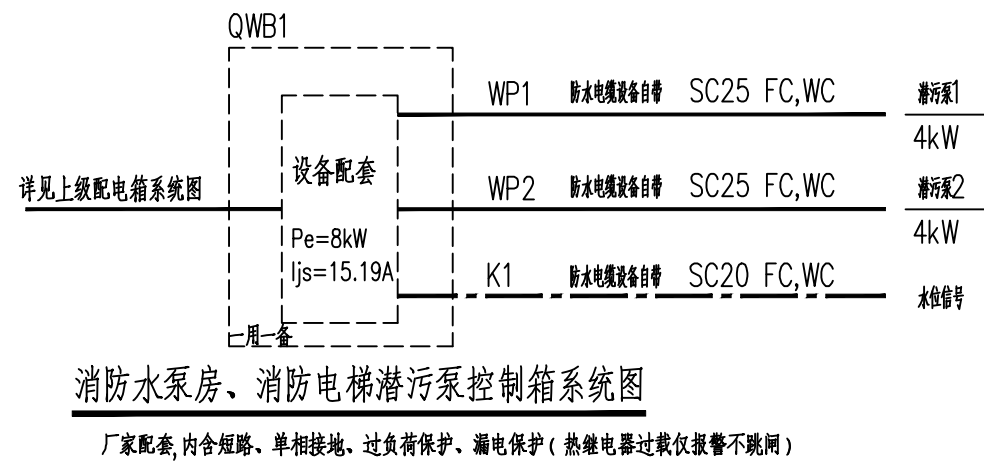 QWB1
WP1 防水电缆设备自带 SC25 FC,WC 潜污泵1
4kW
设备配套
详见上级配电箱系统图
WP2 防水电缆设备自带 SC25 FC,WC 潜污泵2
4kW
Pe=8kW
Ijs=15.19A
K1 防水电缆设备自带 SC20 FC,WC 水位信号
一用一备
消防水泵房、消防电梯潜污泵控制箱系统图
厂家配套,内含短路、单相接地、过负荷保护、漏电保护(热继电器过载仅报警不跳闸)